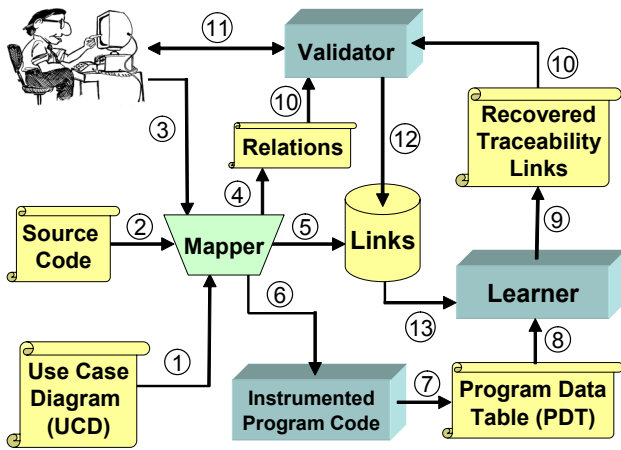 ⑪
Validator
⑩
⑩
③
Relations
⑫
Recovered
Traceability
Links
④
②
⑤
⑨
Source
Code
Mapper
Links
⑥
Learner
⑬
①
⑧
Use Case
Diagram
(UCD)
Instrumented
Program Code
⑦
Program Data
Table (PDT)